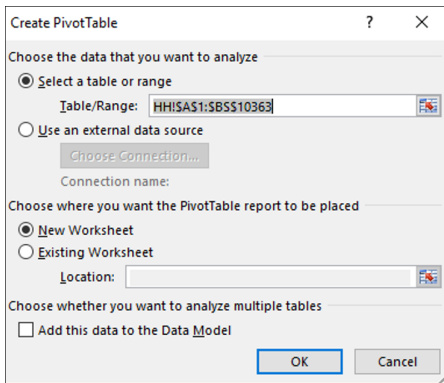 Create PivotTable ? ×
Choose the data that you want to analyze
Select a table or range
Table/Range: HH!$A$1:$BS$10363
Use an external data source
Choose Connection...
Connection name:
Choose where you want the PivotTable report to be placed
New Worksheet
Existing Worksheet
Location:
Choose whether you want to analyze multiple tables
Add this data to the Data Model
OK Cancel